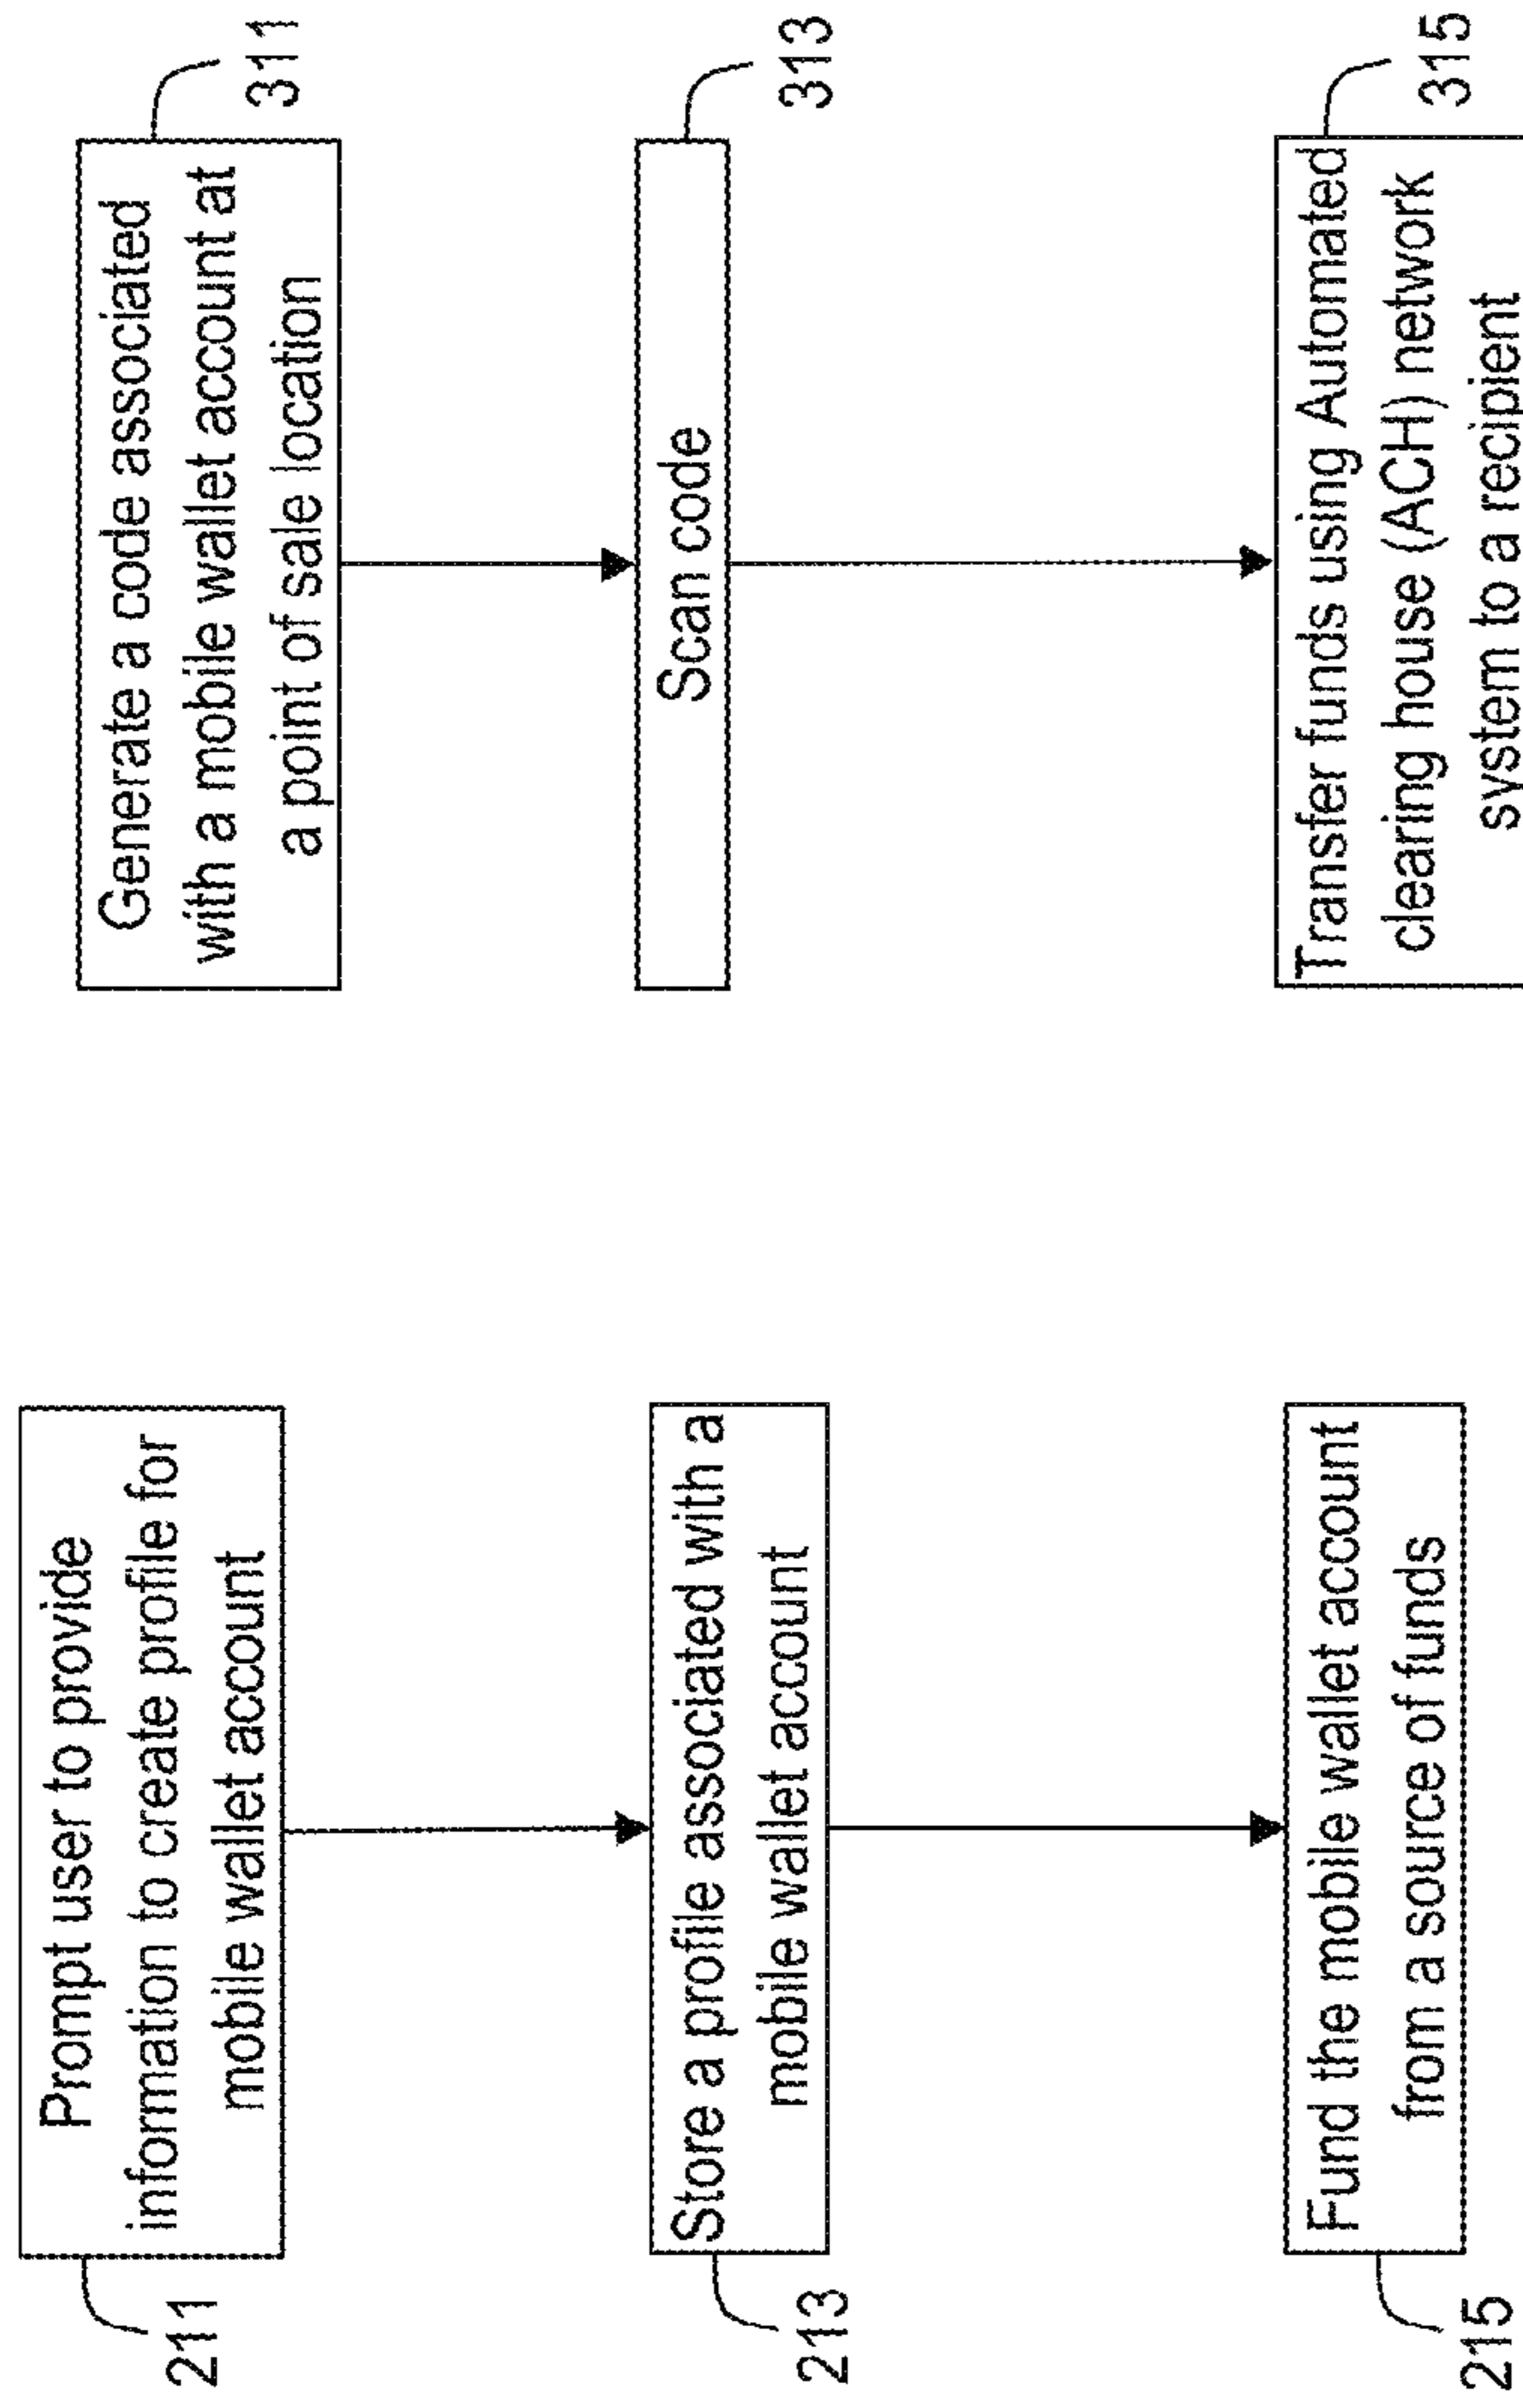 211
Prompt user to provide
information to create profile for
mobile wallet account
213
Store a profile associated with a
mobile wallet account
215
Fund the mobile wallet account
from a source of funds
311
Generate a code associated
with a mobile wallet account at
a point of sale location
313
Scan code
315
Transfer funds using Automated
clearing house (ACH) network
system to a recipient